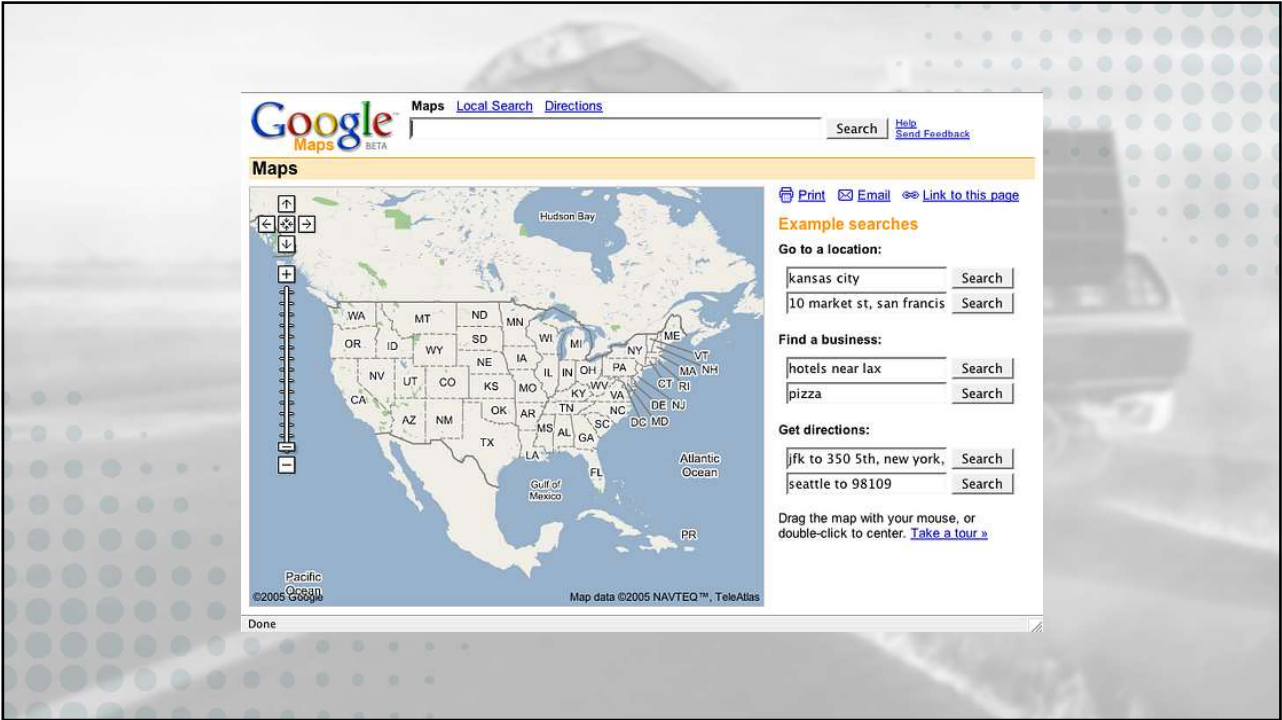 Google
Maps BETA
Maps Local Search Directions
Search
Help
Send Feedback
Maps
Print Email Link to this page
Example searches
Go to a location:
kansas city Search
10 market st, san francis Search
Find a business:
hotels near lax Search
pizza Search
Get directions:
jfk to 350 5th, new york, Search
seattle to 98109 Search
Drag the map with your mouse, or
double-click to center. Take a tour »
Hudson Bay
WA MT ND MN
OR ID WY SD WI MI NY ME
VT
NV UT CO NE IA IL IN OH PA MA NH
CA KS MO KY WV VA CT RI
AZ NM OK AR TN NC DE NJ
MS AL GA SC DC MD
TX LA
FL
Atlantic
Ocean
Gulf of
Mexico
PR
Pacific
Ocean
©2005 Google
Map data ©2005 NAVTEQ™, TeleAtlas
Done